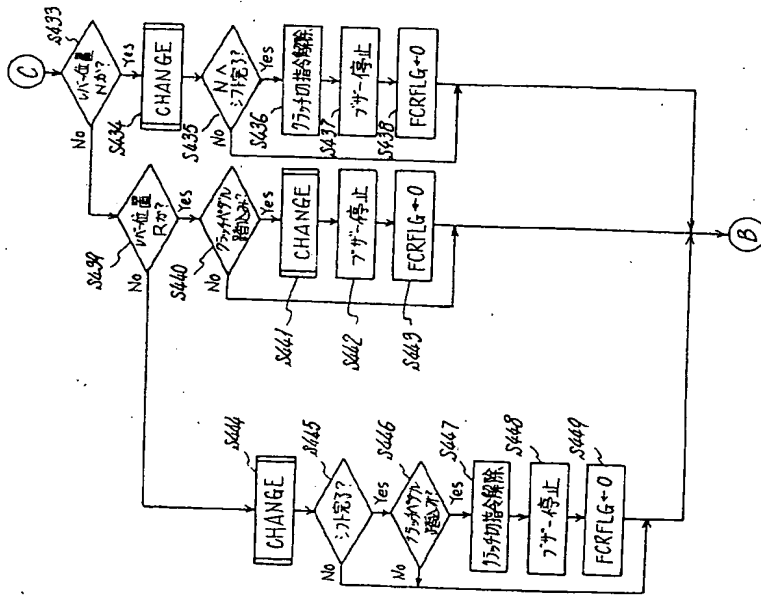 C
S433
レバー位置
Nか?
Yes
No
S434
CHANGE
S435
Nへ
シフト完了?
Yes
No
S436
クラッチ切指令解除
S437
ブザー停止
S438
FCRFLG←0
S439
レバー位置
Rか?
Yes
No
S440
クラッチペダル
踏込み?
Yes
No
S441
CHANGE
S442
ブザー停止
S443
FCRFLG←0
S444
CHANGE
S445
シフト完了?
Yes
No
S446
クラッチペダル
踏込み?
Yes
No
S447
クラッチ切指令解除
S448
ブザー停止
S449
FCRFLG←0
B